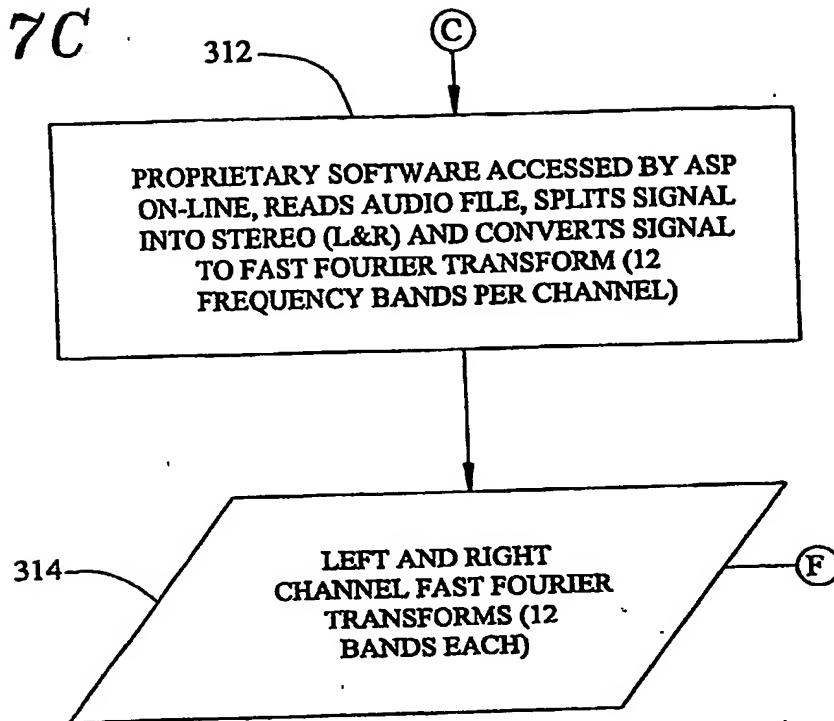 7C
C
312
PROPRIETARY SOFTWARE ACCESSED BY ASP
ON-LINE, READS AUDIO FILE, SPLITS SIGNAL
INTO STEREO (L&R) AND CONVERTS SIGNAL
TO FAST FOURIER TRANSFORM (12
FREQUENCY BANDS PER CHANNEL)
314
LEFT AND RIGHT
CHANNEL FAST FOURIER
TRANSFORMS (12
BANDS EACH)
F